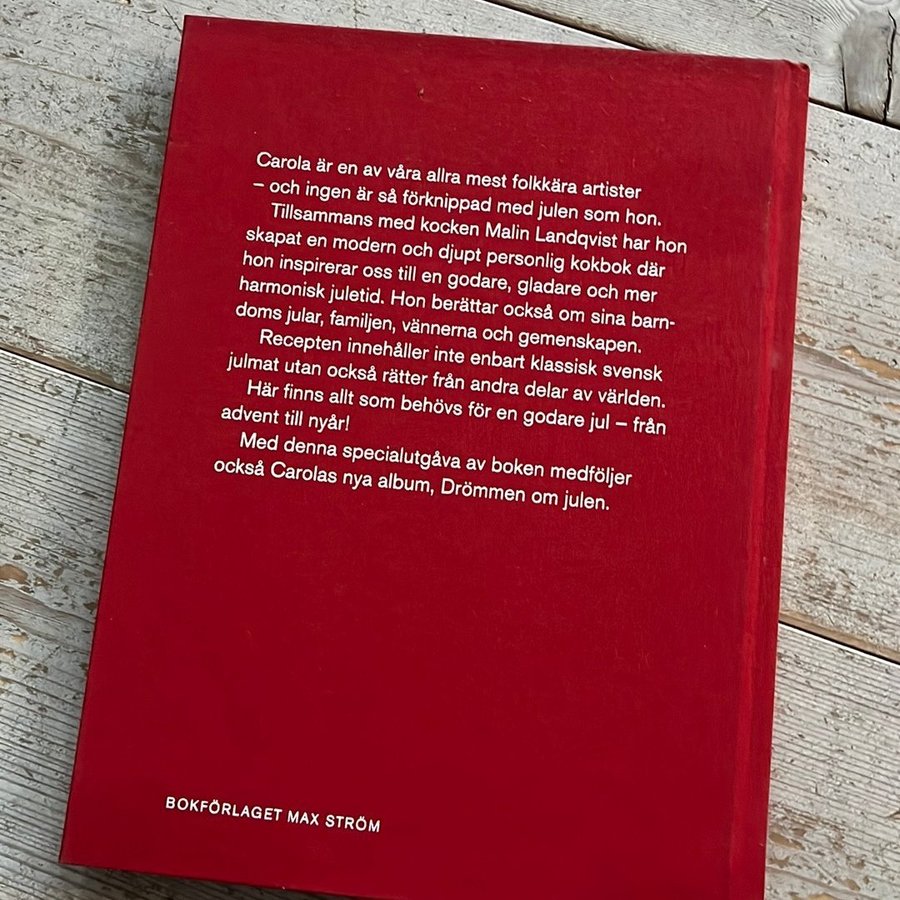 Carola är en av våra allra mest folkkära artister
– och ingen är så förknippad med julen som hon.
Tillsammans med kocken Malin Landqvist har hon
skapat en modern och djupt personlig kokbok där
hon inspirerar oss till en godare, gladare och mer
harmonisk juletid. Hon berättar också om sina barn-
doms jular, familjen, vännerna och gemenskapen.
Recepten innehåller inte enbart klassisk svensk
julmat utan också rätter från andra delar av världen.
Här finns allt som behövs för en godare jul – från
advent till nyår!
Med denna specialutgåva av boken medföljer
också Carolas nya album, Drömmen om julen.
BOKFÖRLAGET MAX STRÖM